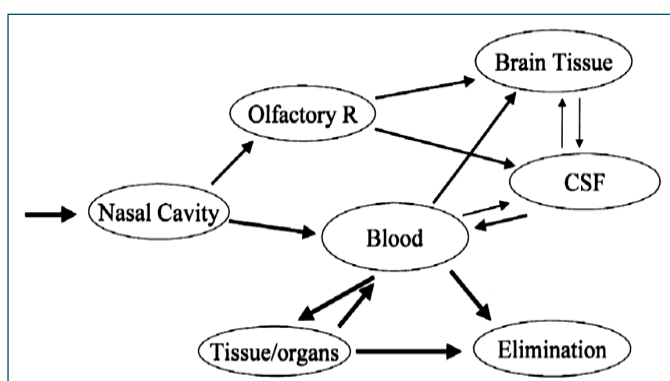 Brain Tissue
Olfactory R
CSF
Nasal Cavity
Blood
Tissue/organs
Elimination